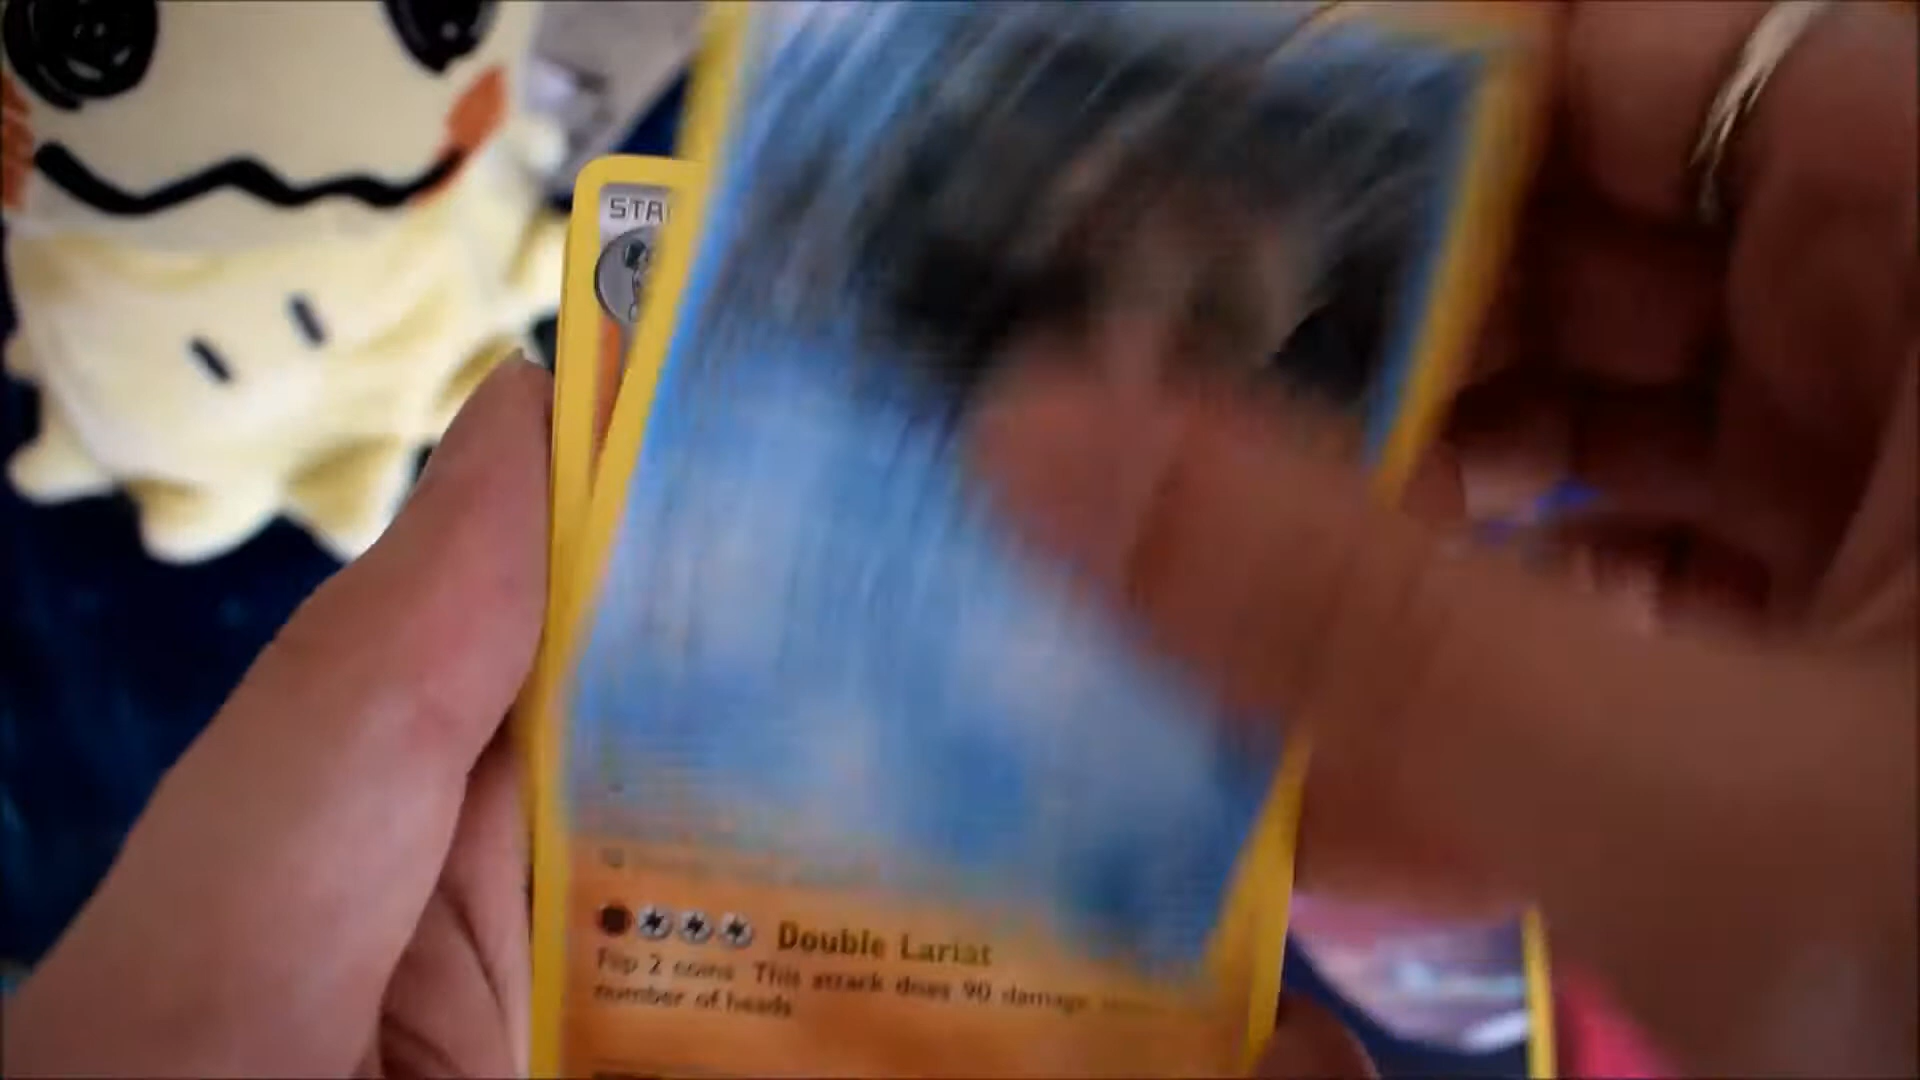 STA
Double Lariat
Flip 2 coins. This attack does 90 damage
number of heads